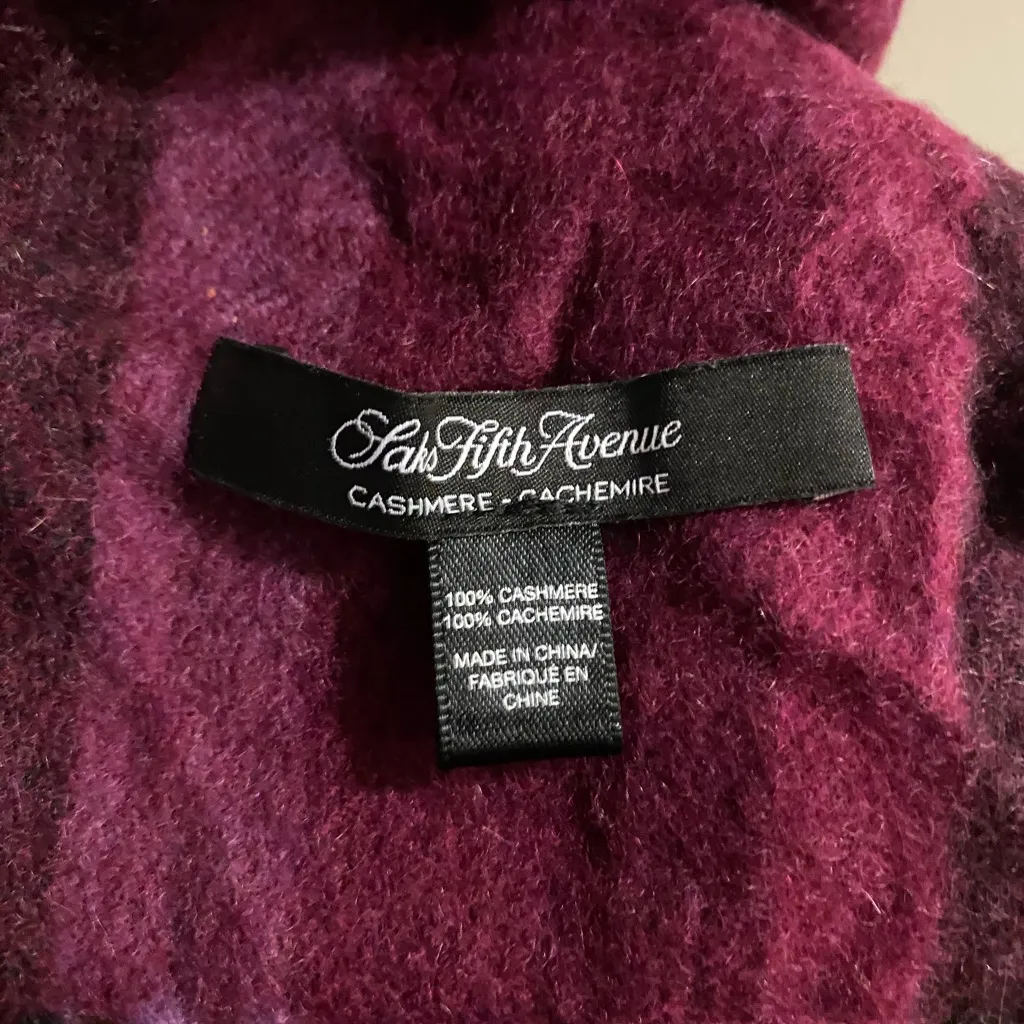 Saks Fifth Avenue
CASHMERE - CACHEMIRE
100% CASHMERE
100% CACHEMIRE
MADE IN CHINA/
FABRIQUÉ EN
CHINE